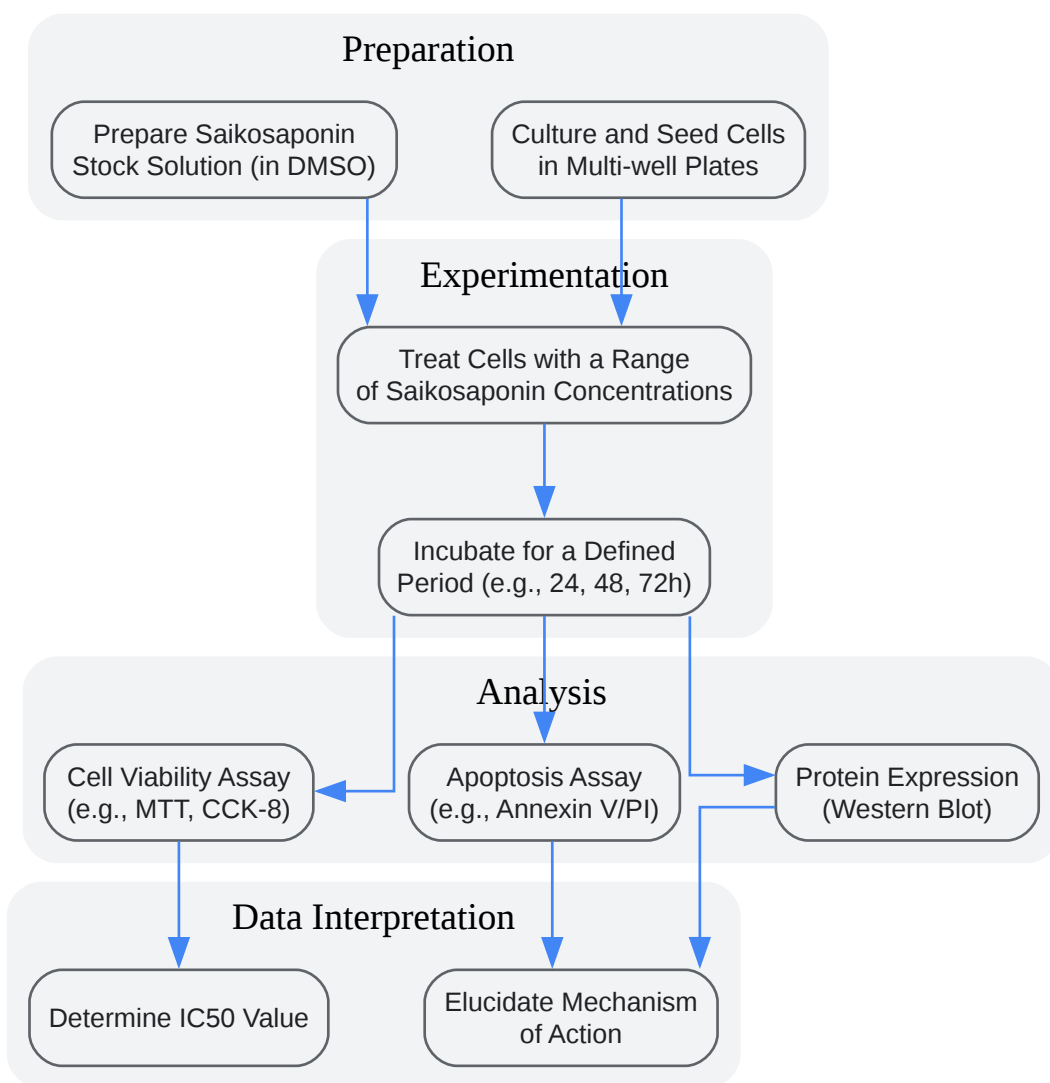 Preparation
Prepare Saikosaponin
Stock Solution (in DMSO)
Culture and Seed Cells
in Multi-well Plates
Experimentation
Treat Cells with a Range
of Saikosaponin Concentrations
Incubate for a Defined
Period (e.g., 24, 48, 72h)
Analysis
Cell Viability Assay
(e.g., MTT, CCK-8)
Apoptosis Assay
(e.g., Annexin V/PI)
Protein Expression
(Western Blot)
Data Interpretation
Determine IC50 Value
Elucidate Mechanism
of Action